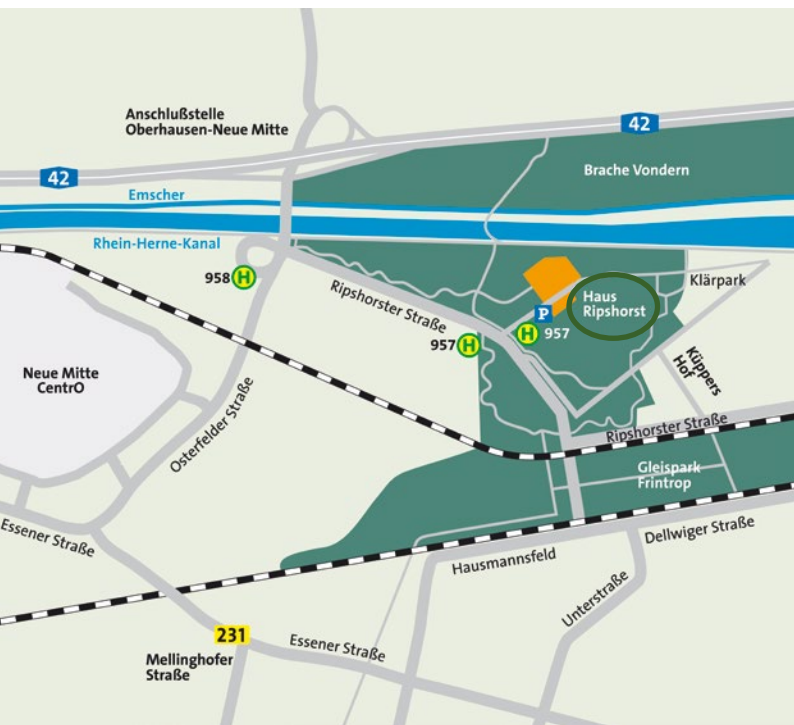 Anschlußstelle
Oberhausen-Neue Mitte
42
42
Brache Vondern
Emscher
Rhein-Herne-Kanal
958 H
Ripshorster Straße
Haus
Ripshorst
Klärpark
P
H 957
957 H
Küppers
Hof
Neue Mitte
CentrO
Osterfelder Straße
Ripshorster Straße
Gleispark
Frintrop
Essener Straße
Dellwiger Straße
Hausmannsfeld
Unterstraße
231
Essener Straße
Mellinghofer
Straße